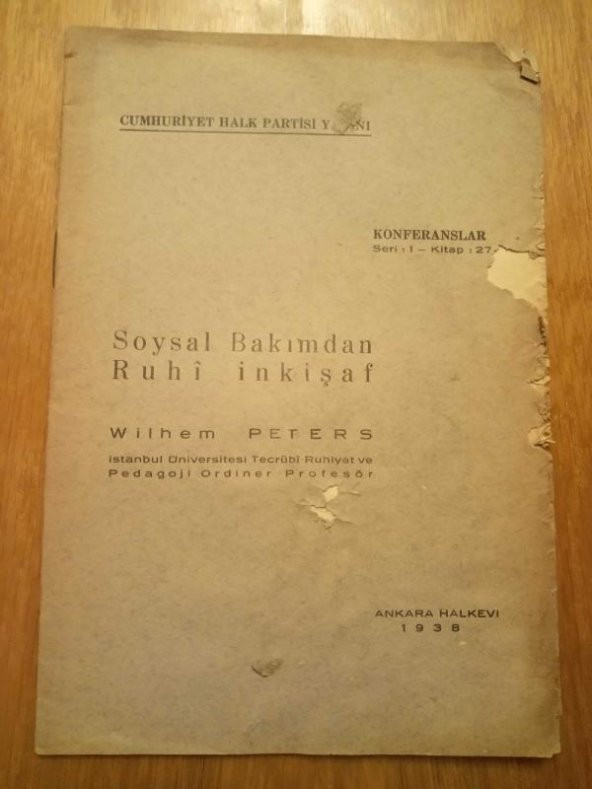 CUMHURİYET HALK PARTİSİ
KONFERANSLAR
Seri : 1 – Kitap : 27
Soysal Bakımdan
Ruhî inkişaf
Wilhem PETERS
istanbul Üniversitesi Tecrübî Ruhiyat ve
Pedagoji Ordiner Profesör
ANKARA HALKEVI
1938